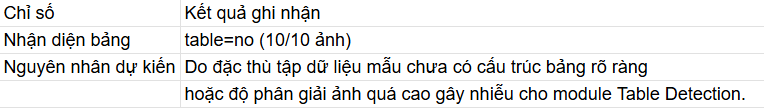 Chỉ số Kết quả ghi nhận
Nhận diện bảng table=no (10/10 ảnh)
Nguyên nhân dự kiến Do đặc thù tập dữ liệu mẫu chưa có cấu trúc bảng rõ ràng
hoặc độ phân giải ảnh quá cao gây nhiễu cho module Table Detection.